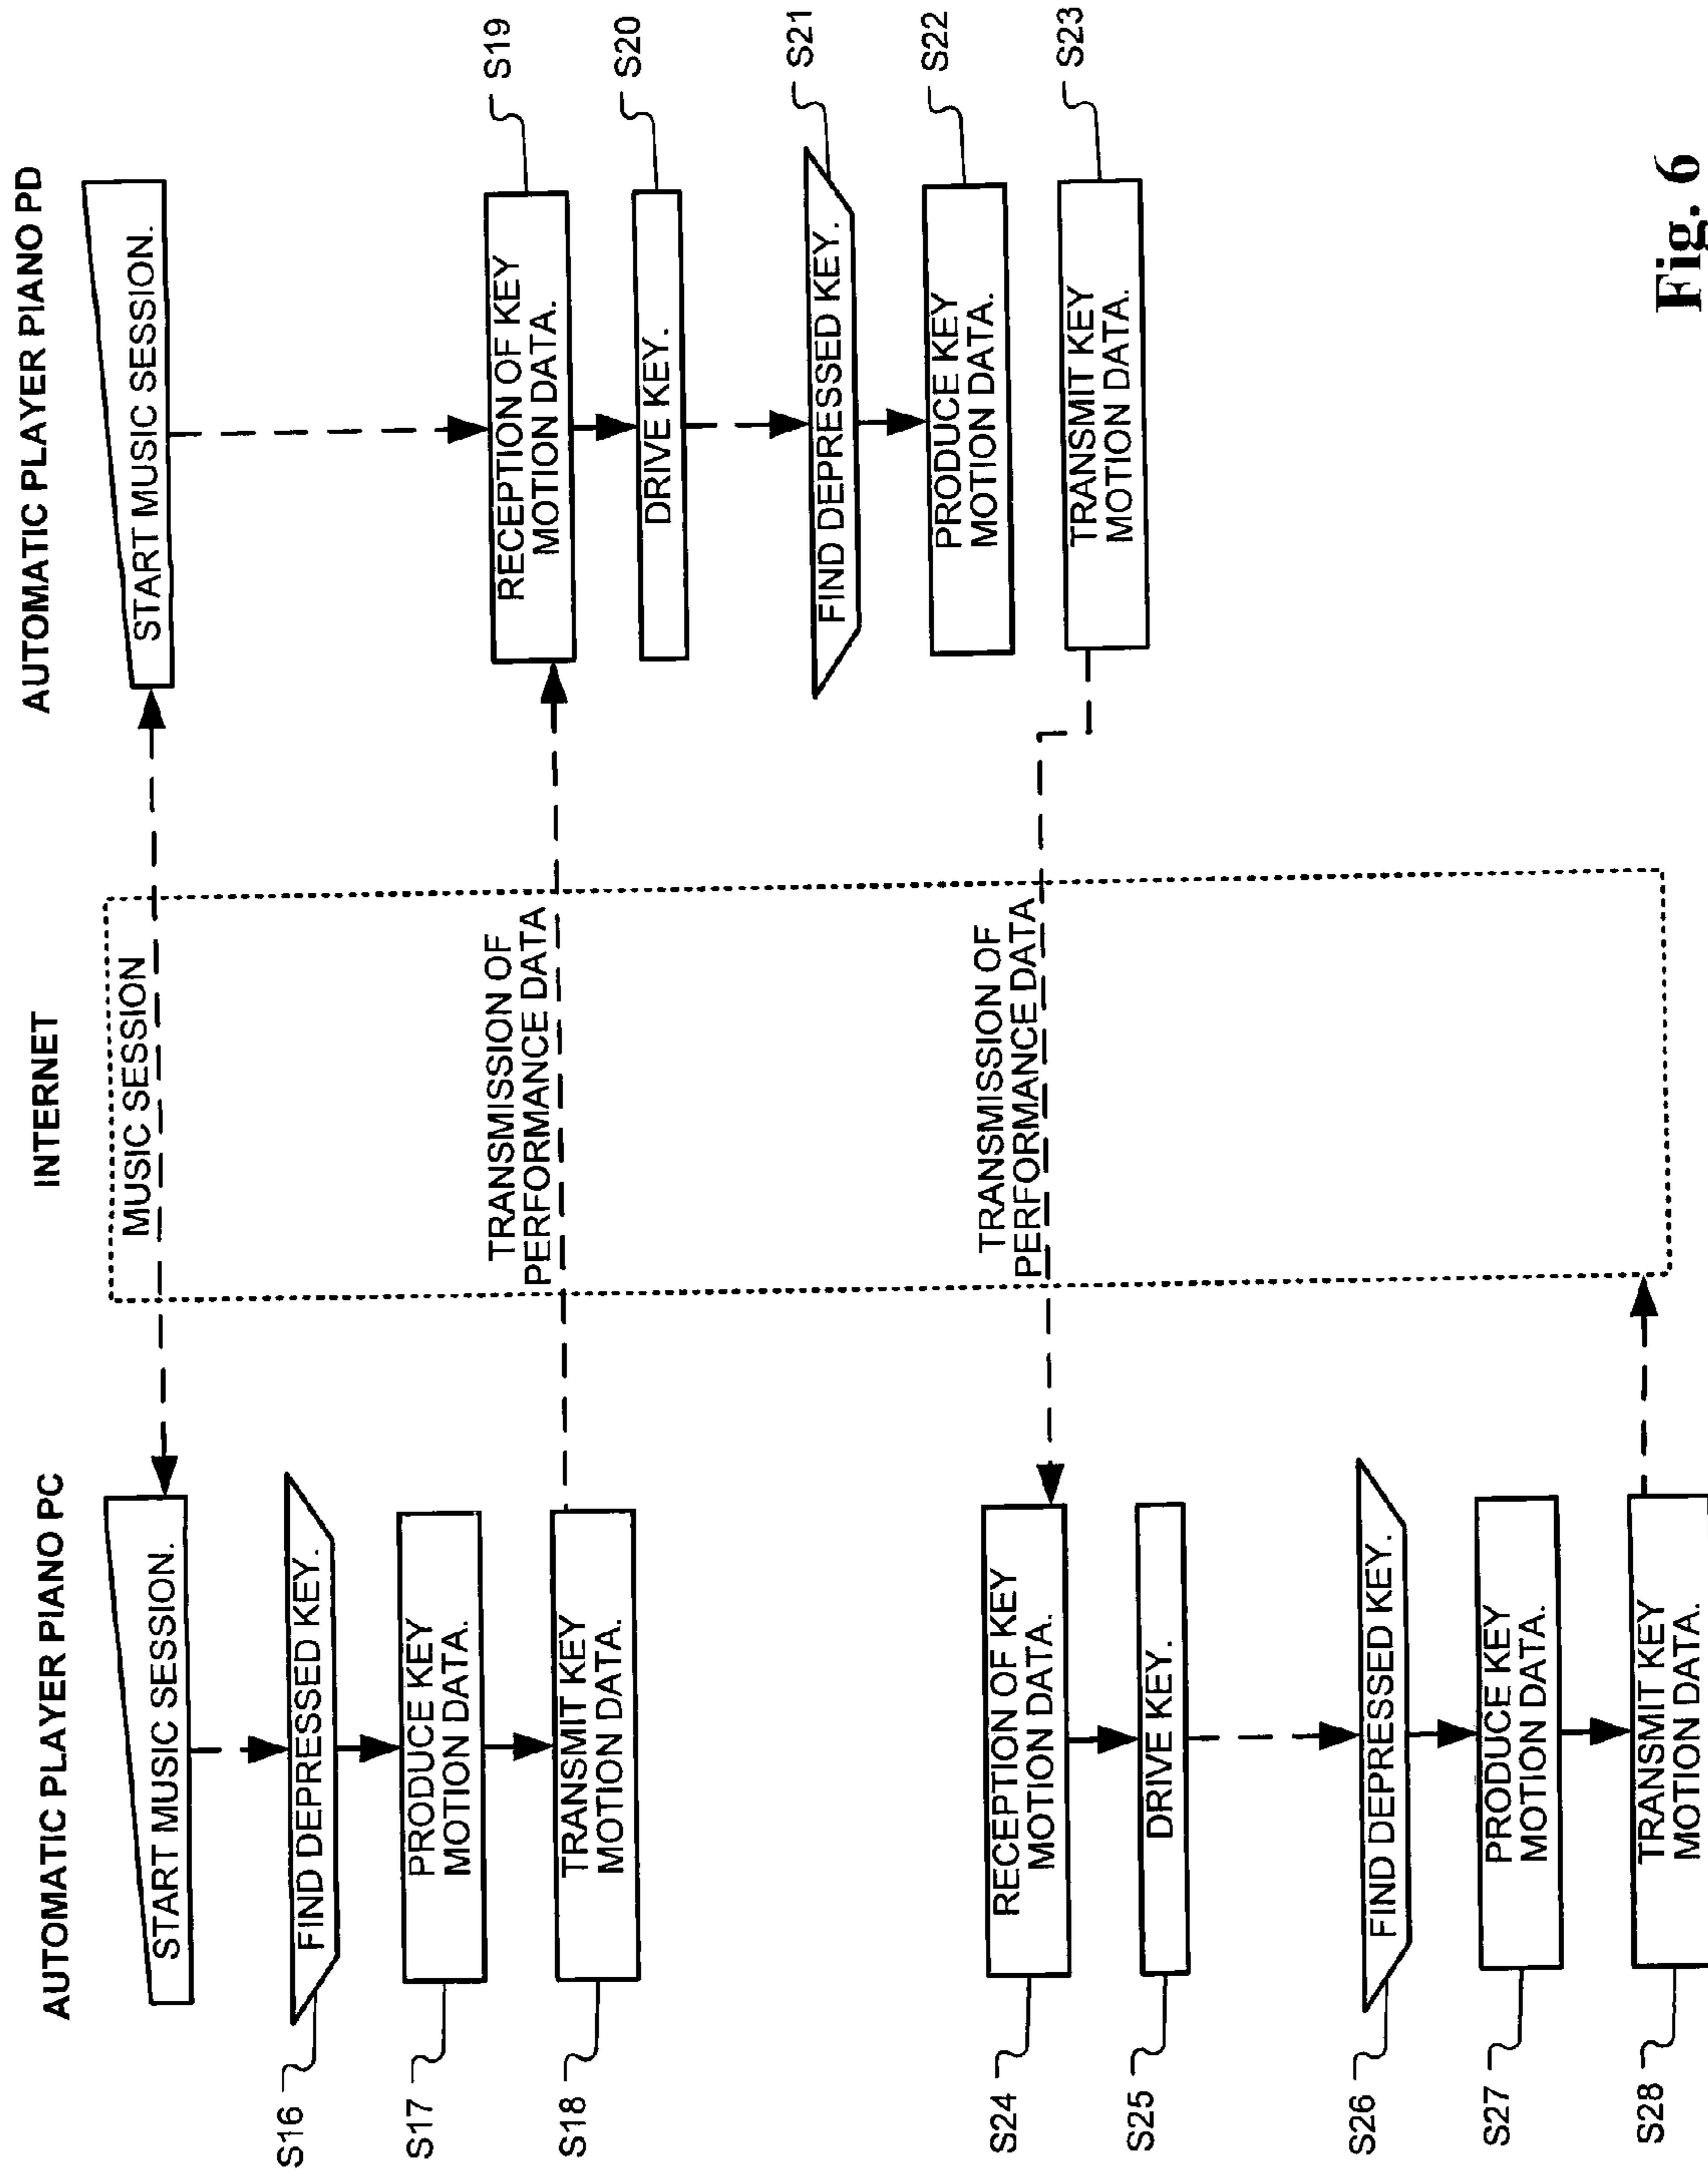 AUTOMATIC PLAYER PIANO PC
INTERNET
AUTOMATIC PLAYER PIANO PD
START MUSIC SESSION.
MUSIC SESSION
START MUSIC SESSION.
S16
FIND DEPRESSED KEY.
S17
PRODUCE KEY
MOTION DATA.
S18
TRANSMIT KEY
MOTION DATA.
TRANSMISSION OF
PERFORMANCE DATA
RECEPTION OF KEY
MOTION DATA.
S19
DRIVE KEY.
S20
FIND DEPRESSED KEY.
S21
PRODUCE KEY
MOTION DATA.
S22
TRANSMIT KEY
MOTION DATA.
S23
TRANSMISSION OF
PERFORMANCE DATA
S24
RECEPTION OF KEY
MOTION DATA.
S25
DRIVE KEY.
S26
FIND DEPRESSED KEY.
S27
PRODUCE KEY
MOTION DATA.
S28
TRANSMIT KEY
MOTION DATA.
Fig. 6